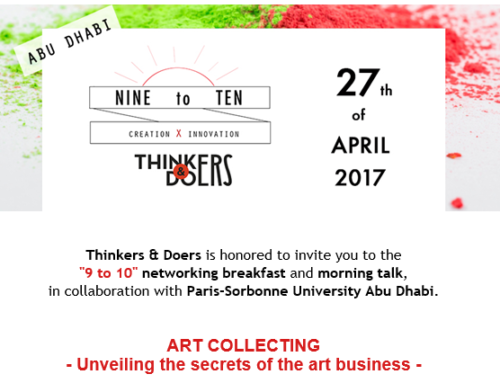 ABU DHABI
NINE to TEN
CREATION X INNOVATION
THINKERS
& DOERS
27th
of
APRIL
2017
Thinkers & Doers is honored to invite you to the
"9 to 10" networking breakfast and morning talk,
in collaboration with Paris-Sorbonne University Abu Dhabi.
ART COLLECTING
- Unveiling the secrets of the art business -